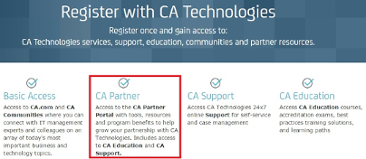 Register with CA Technologies
Register once and gain access to:
CA Technologies services, support, education, communities and partner resources.
Basic Access
Access to CA.com and CA
Communities where you can
connect with IT management
experts and colleagues on an
array of today's most
important business and
technology topics.
CA Partner
Access to the CA Partner
Portal with tools, resources
and program benefits to help
grow your partnership with CA
Technologies. Includes access
to CA Education and CA
Support.
CA Support
Access CA Technologies 24x7
online Support for self-service
and case management
CA Education
Access CA Education courses,
accreditation exams, best
practices training solutions,
and learning paths